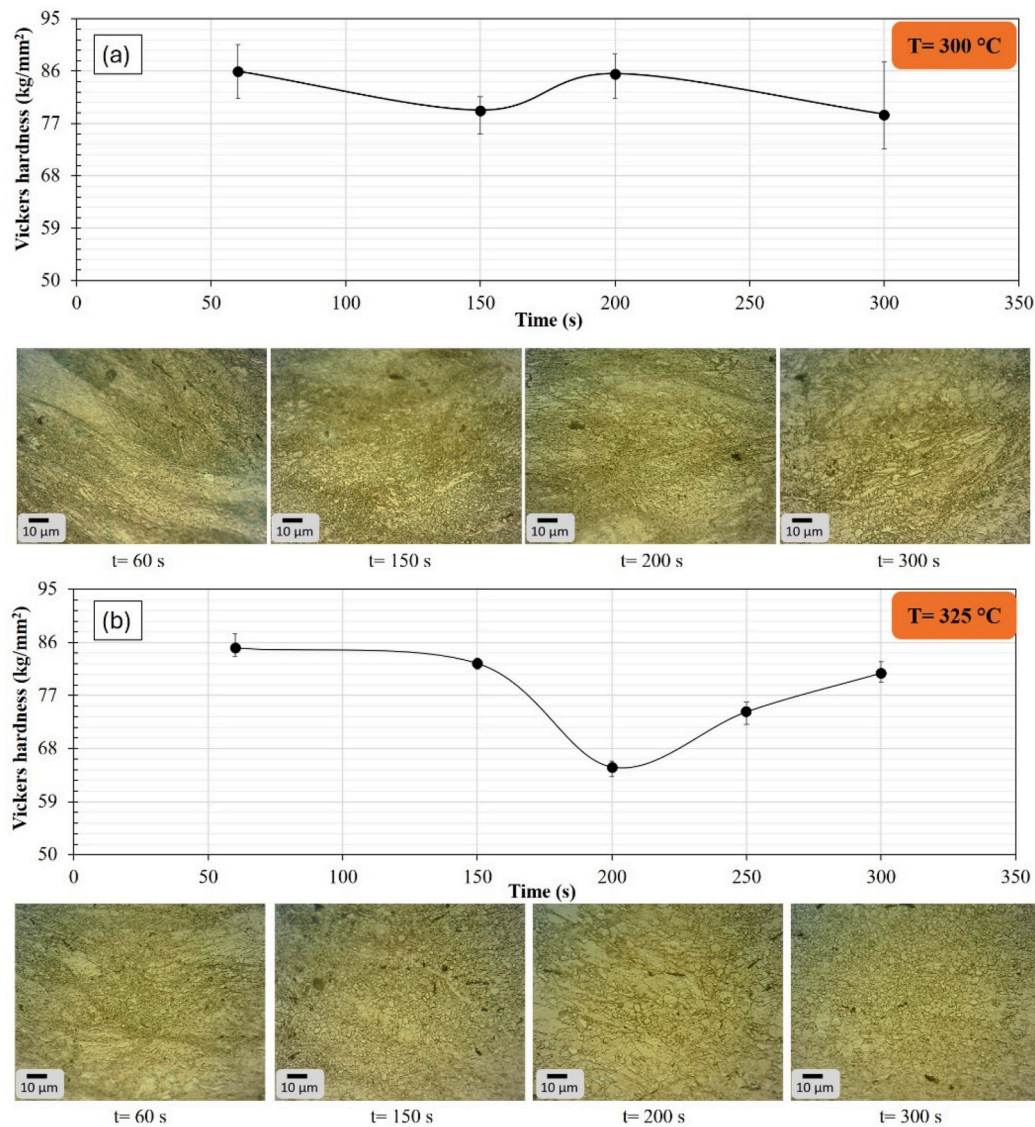 (a)
T= 300 °C
Vickers hardness (kg/mm²)
95
86
77
68
59
50
0 50 100 150 200 250 300 350
Time (s)
10 µm 10 µm 10 µm 10 µm
t= 60 s t= 150 s t= 200 s t= 300 s
(b)
T= 325 °C
Vickers hardness (kg/mm²)
95
86
77
68
59
50
0 50 100 150 200 250 300 350
Time (s)
10 µm 10 µm 10 µm 10 µm
t= 60 s t= 150 s t= 200 s t= 300 s